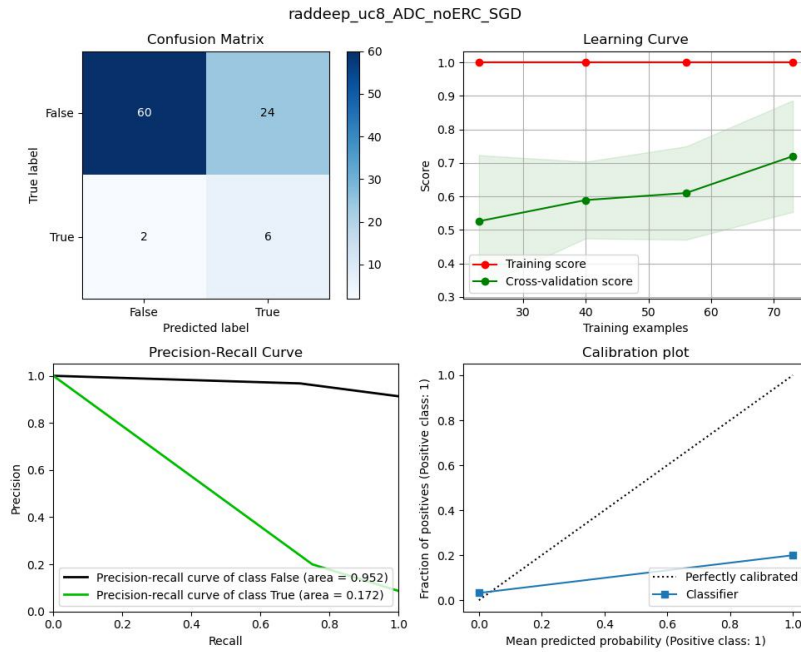 raddeep_uc8_ADC_noERC_SGD
Confusion Matrix
True label
False
True
60
24
2
6
False
True
Predicted label
60
50
40
30
20
10
Learning Curve
Score
1.0
0.9
0.8
0.7
0.6
0.5
0.4
0.3
Training score
Cross-validation score
30
40
50
60
70
Training examples
Precision-Recall Curve
Precision
1.0
0.8
0.6
0.4
0.2
0.0
Precision-recall curve of class False (area = 0.952)
Precision-recall curve of class True (area = 0.172)
0.0
0.2
0.4
0.6
0.8
1.0
Recall
Calibration plot
Fraction of positives (Positive class: 1)
1.0
0.8
0.6
0.4
0.2
0.0
Perfectly calibrated
Classifier
0.0
0.2
0.4
0.6
0.8
1.0
Mean predicted probability (Positive class: 1)